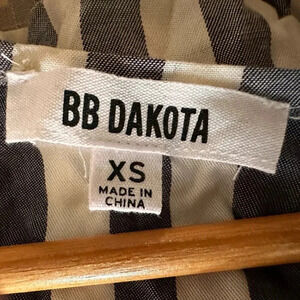 BB DAKOTA
XS
MADE IN
CHINA